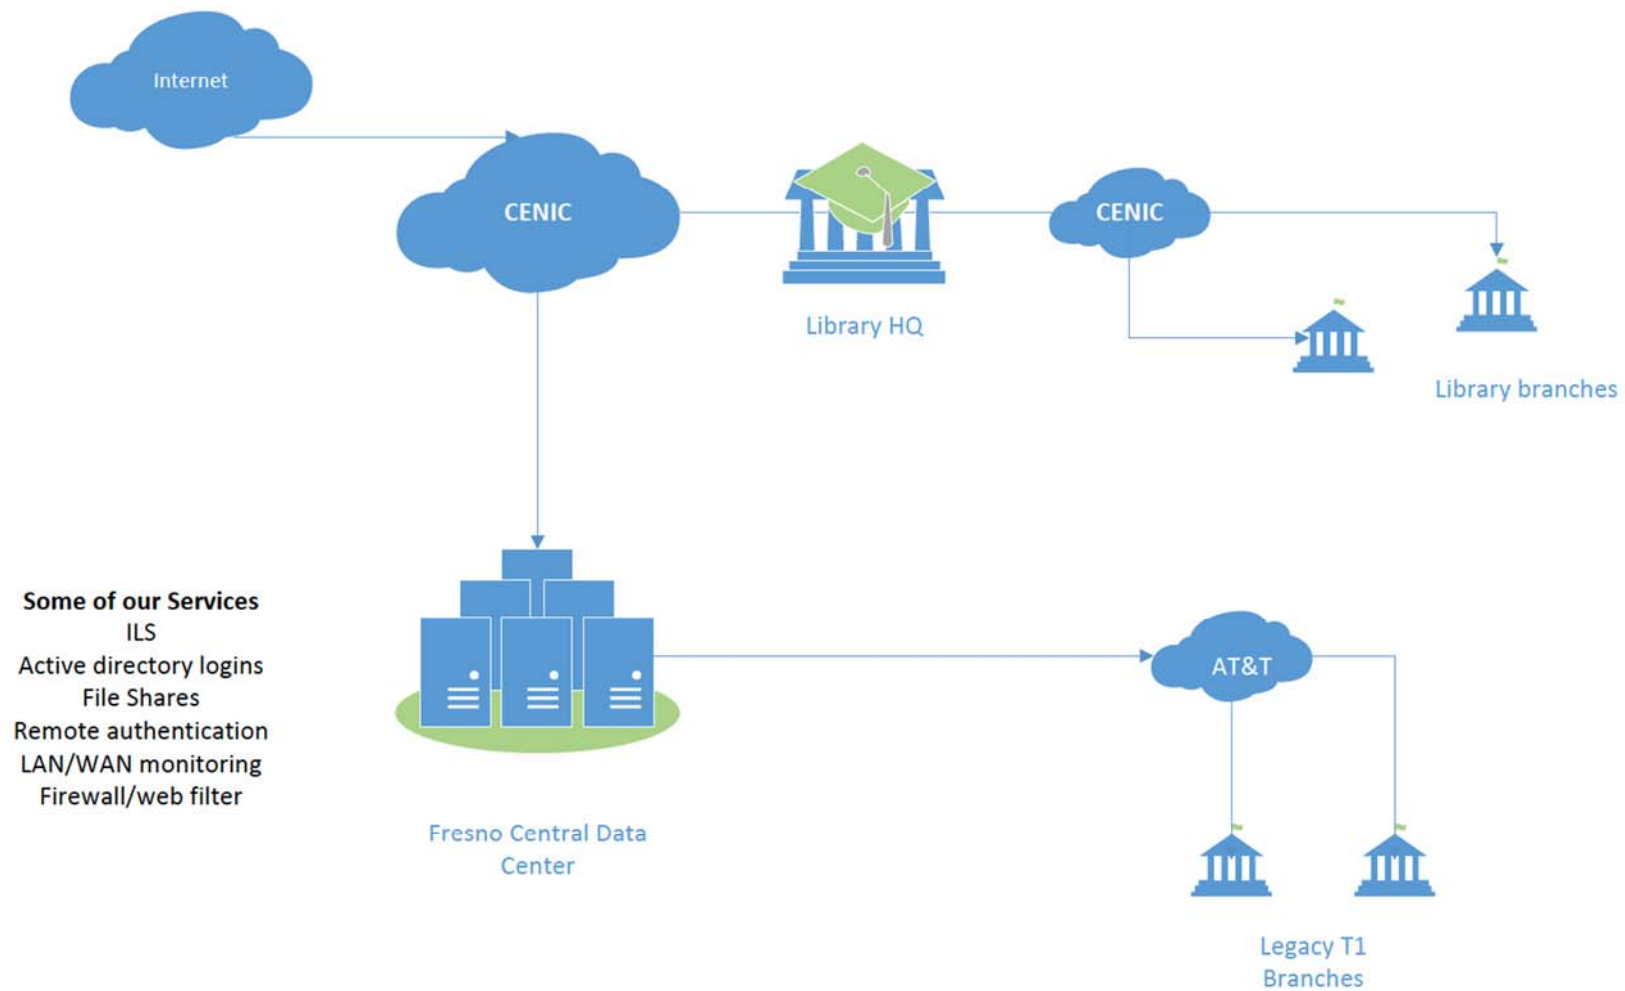 Internet
CENIC
CENIC
Library HQ
Library branches
Some of our Services
ILS
Active directory logins
File Shares
Remote authentication
LAN/WAN monitoring
Firewall/web filter
AT&T
Fresno Central Data
Center
Legacy T1
Branches